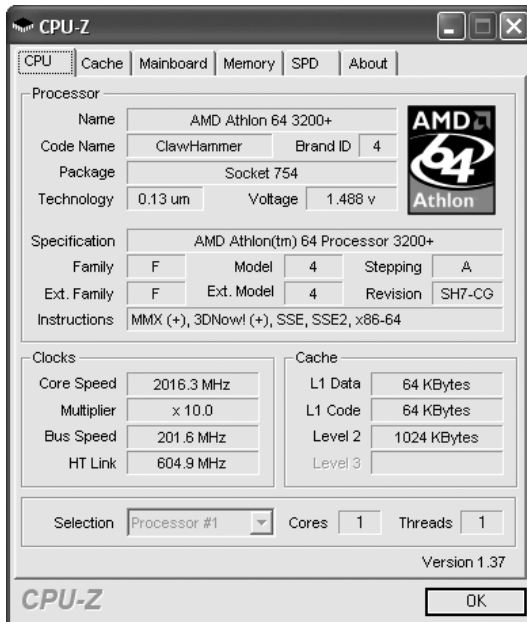 CPU-Z
CPU Cache Mainboard Memory SPD About
Processor
Name AMD Athlon 64 3200+
Code Name ClawHammer Brand ID 4
Package Socket 754
Technology 0.13 um Voltage 1.488 v
AMD
64
Athlon
Specification AMD Athlon(tm) 64 Processor 3200+
Family F Model 4 Stepping A
Ext. Family F Ext. Model 4 Revision SH7-CG
Instructions MMX (+), 3DNow! (+), SSE, SSE2, x86-64
Clocks
Core Speed 2016.3 MHz
Multiplier x 10.0
Bus Speed 201.6 MHz
HT Link 604.9 MHz
Cache
L1 Data 64 KBytes
L1 Code 64 KBytes
Level 2 1024 KBytes
Level 3
Selection Processor #1 Cores 1 Threads 1
Version 1.37
CPU-Z OK